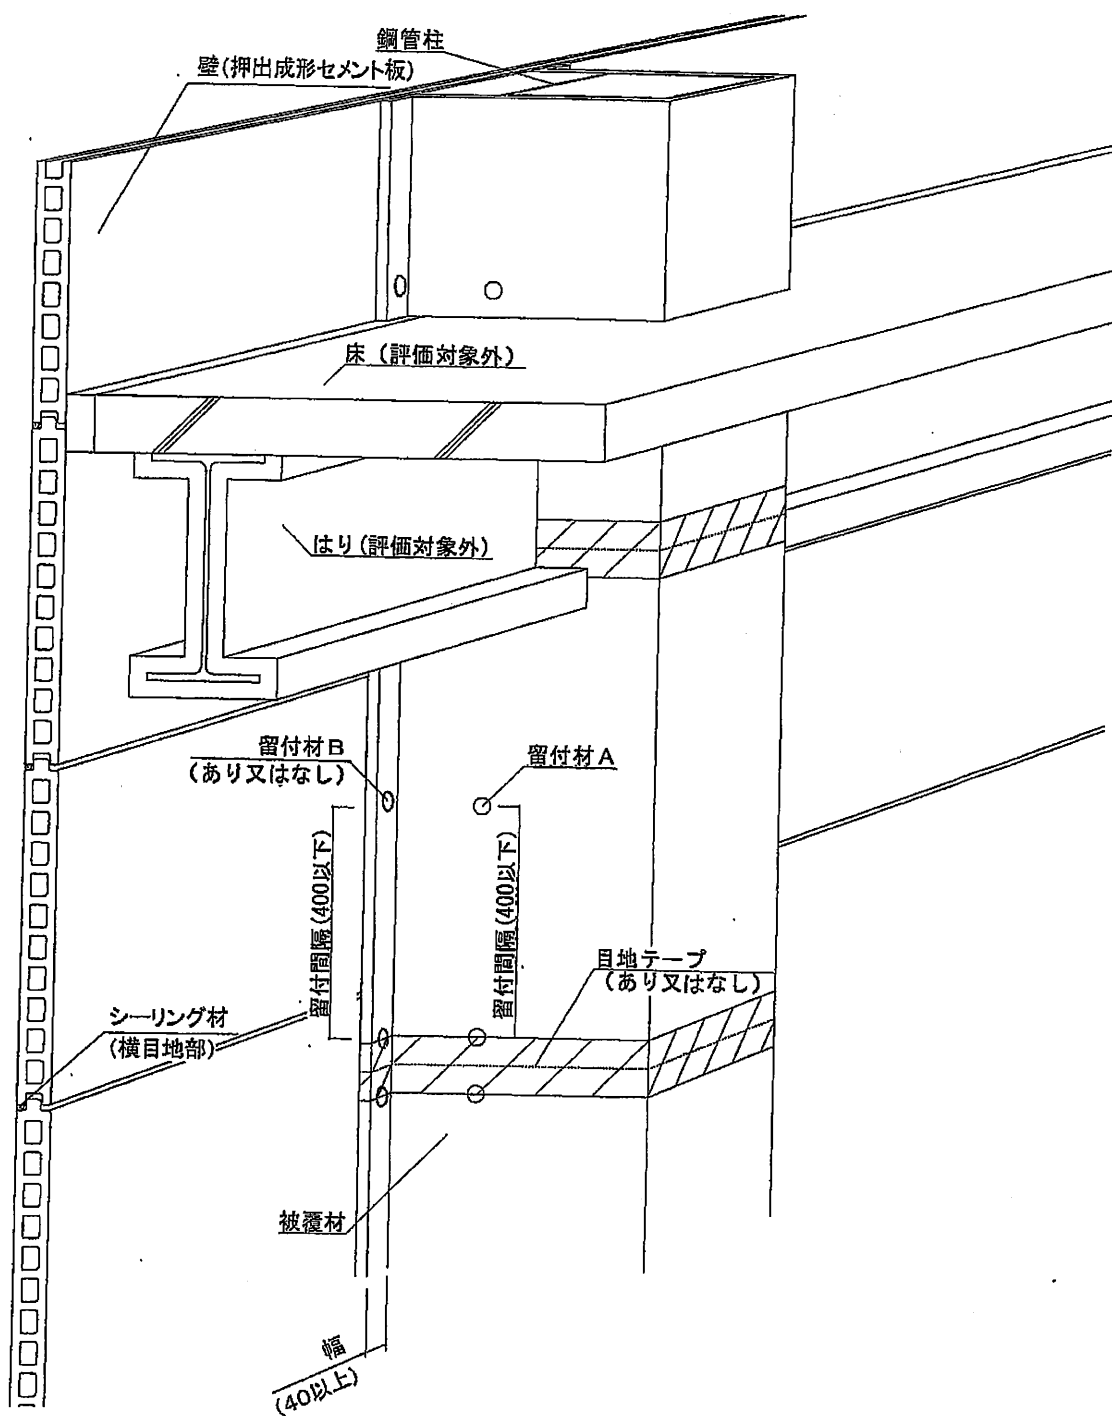 鋼管柱
壁(押出成形セメント板)
床(評価対象外)
はり(評価対象外)
留付材B
(あり又はなし)
留付材A
留付間隔(400以下)
留付間隔(400以下)
目地テープ
(あり又はなし)
シーリング材
(横目地部)
被覆材
幅
(40以上)